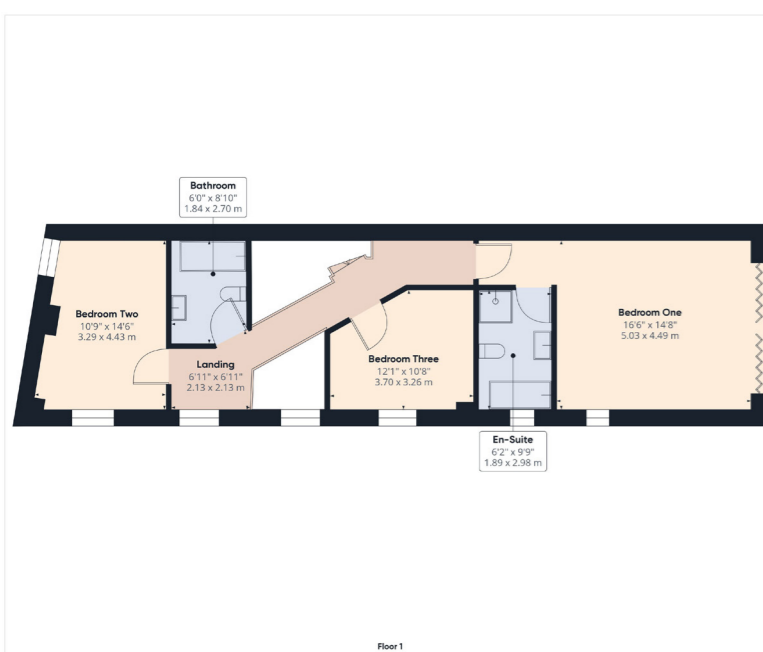 Bathroom
6'0" x 8'10"
1.84 x 2.70 m
Bedroom Two
10'9" x 14'6"
3.29 x 4.43 m
Landing
6'11" x 6'11"
2.13 x 2.13 m
Bedroom Three
12'1" x 10'8"
3.70 x 3.26 m
Bedroom One
16'6" x 14'8"
5.03 x 4.49 m
En-Suite
6'2" x 9'9"
1.89 x 2.98 m
Floor 1